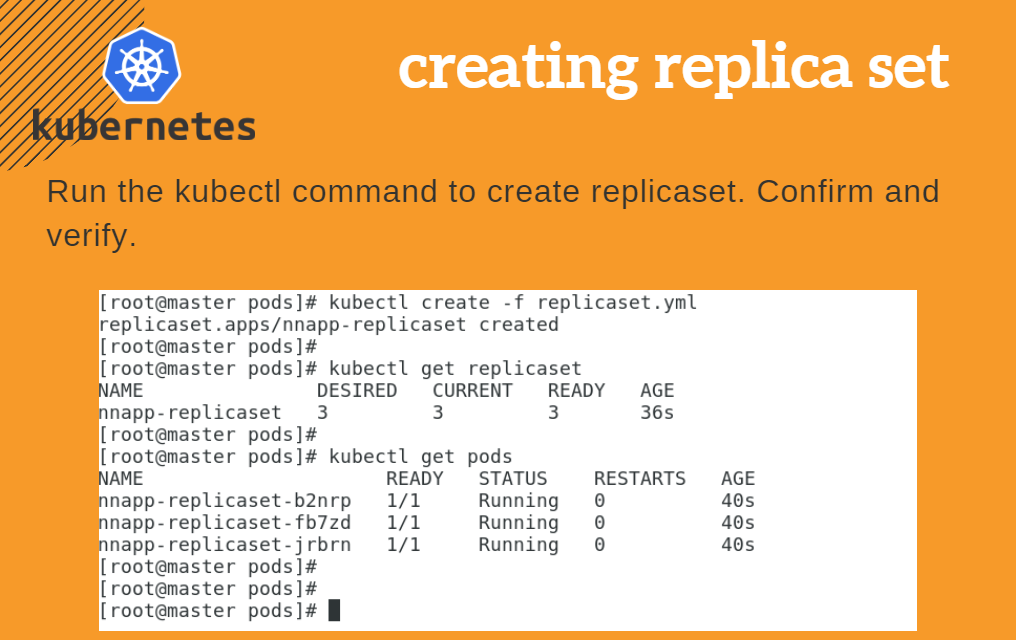 kubernetes
creating replica set
Run the kubectl command to create replicaset. Confirm and
verify.
[root@master pods]# kubectl create -f replicaset.yml
replicaset.apps/nnapp-replicaset created
[root@master pods]#
[root@master pods]# kubectl get replicaset
NAME               DESIRED   CURRENT   READY   AGE
nnapp-replicaset   3         3         3       36s
[root@master pods]#
[root@master pods]# kubectl get pods
NAME                     READY   STATUS    RESTARTS   AGE
nnapp-replicaset-b2nrp   1/1     Running   0          40s
nnapp-replicaset-fb7zd   1/1     Running   0          40s
nnapp-replicaset-jrbrn   1/1     Running   0          40s
[root@master pods]#
[root@master pods]#
[root@master pods]#